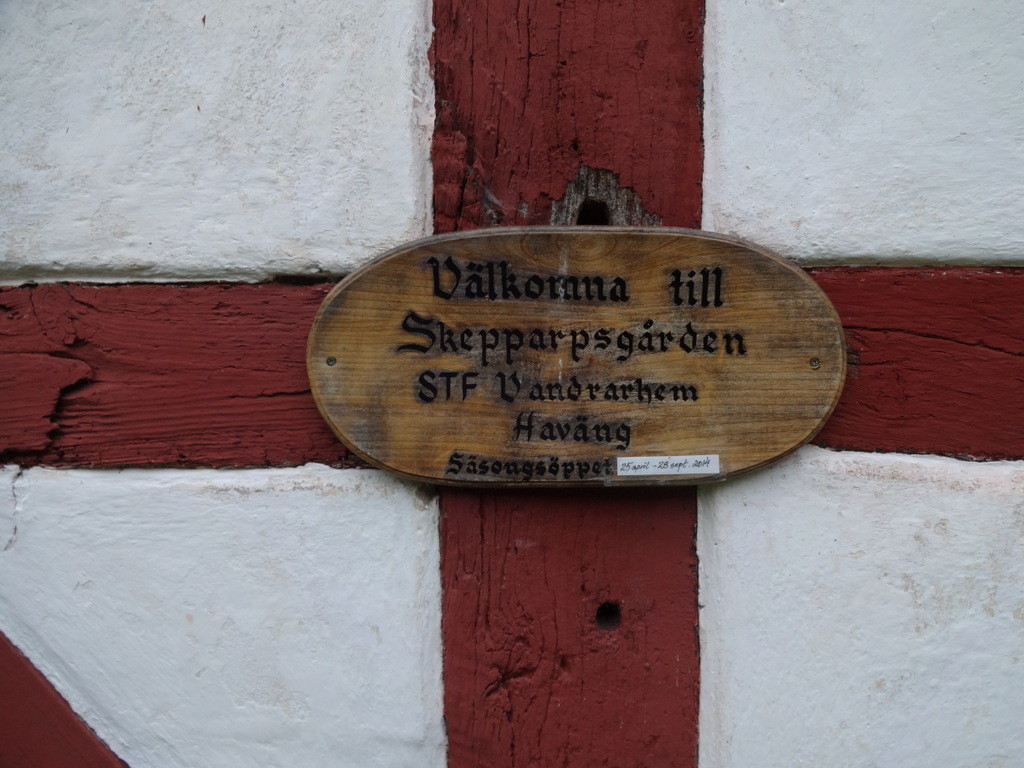 Välkomna till
Skepparpsgården
STF Vandrarhem
Haväng
Säsongsöppet 25 april - 28 sept. 2014